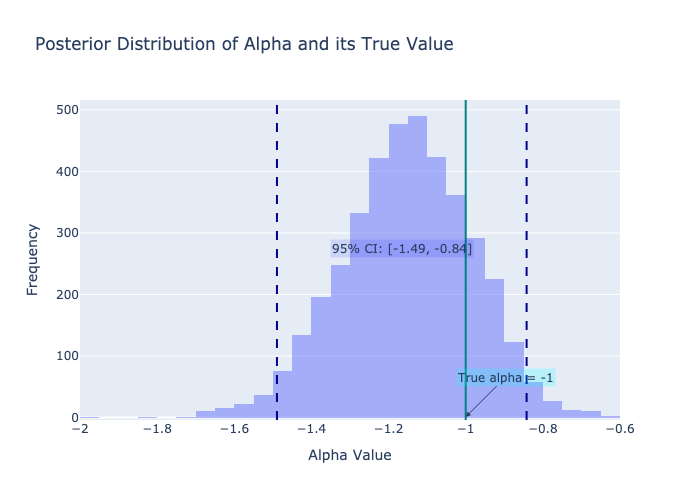 Posterior Distribution of Alpha and its True Value
500
400
300
200
100
0
Frequency
95% CI: [-1.49, -0.84]
True alpha = -1
−2 −1.8 −1.6 −1.4 −1.2 −1 −0.8 −0.6
Alpha Value